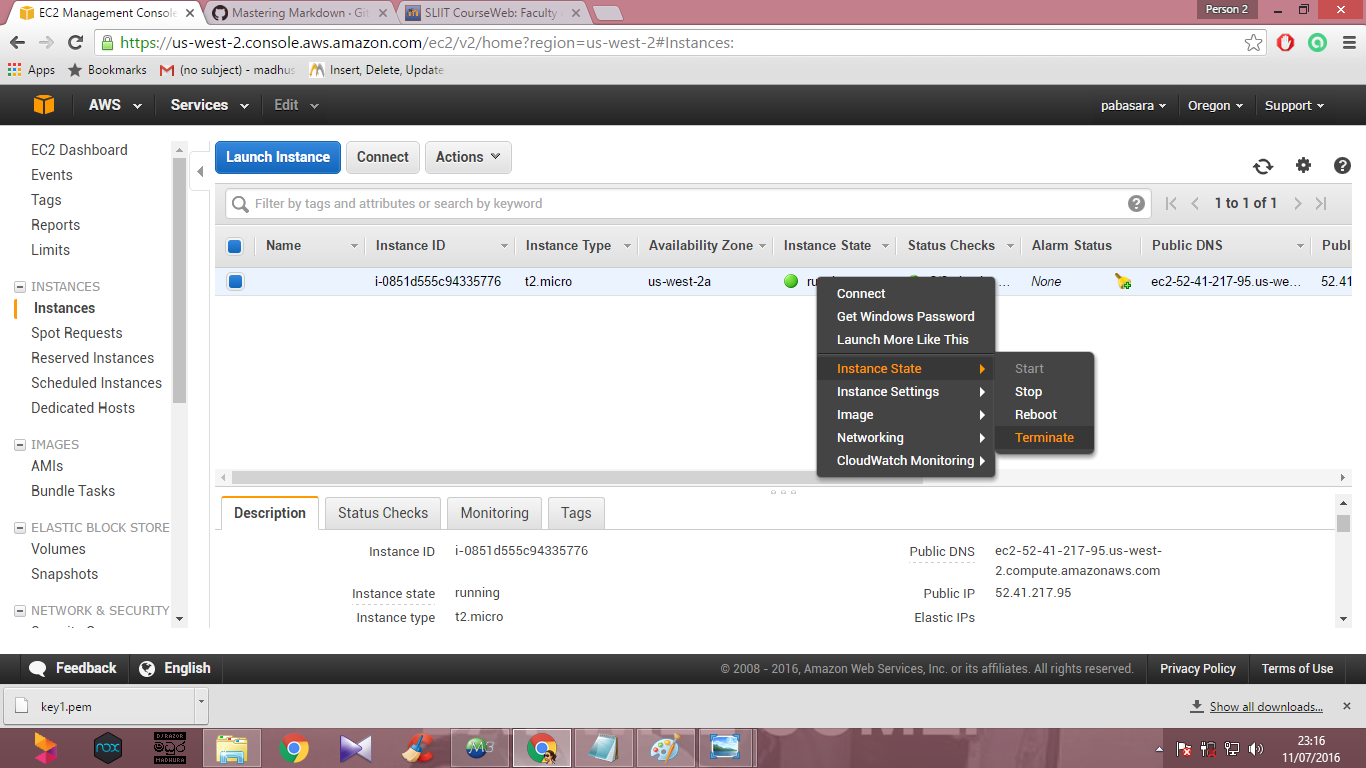 EC2 Management Consol
Mastering Markdown · Git
SLIIT CourseWeb: Faculty
Person 2
https://us-west-2.console.aws.amazon.com/ec2/v2/home?region=us-west-2#Instances:
Apps
Bookmarks
(no subject) - madhus
Insert, Delete, Update
AWS
Services
Edit
pabasara
Oregon
Support
EC2 Dashboard
Events
Tags
Reports
Limits
INSTANCES
Instances
Spot Requests
Reserved Instances
Scheduled Instances
Dedicated Hosts
IMAGES
AMIs
Bundle Tasks
ELASTIC BLOCK STORE
Volumes
Snapshots
NETWORK & SECURITY
Launch Instance
Connect
Actions
Filter by tags and attributes or search by keyword
1 to 1 of 1
Name Instance ID Instance Type Availability Zone Instance State Status Checks Alarm Status Public DNS Publ
i-0851d555c94335776 t2.micro us-west-2a None ec2-52-41-217-95.us-we... 52.41
Connect
Get Windows Password
Launch More Like This
Instance State
Instance Settings
Image
Networking
CloudWatch Monitoring
Start
Stop
Reboot
Terminate
Description
Status Checks
Monitoring
Tags
Instance ID i-0851d555c94335776
Instance state running
Instance type t2.micro
Public DNS ec2-52-41-217-95.us-west-
2.compute.amazonaws.com
Public IP 52.41.217.95
Elastic IPs
Feedback
English
© 2008 - 2016, Amazon Web Services, Inc. or its affiliates. All rights reserved.
Privacy Policy
Terms of Use
key1.pem
Show all downloads...
nox
DJ RAZOR
MADHURA
M3
23:16
11/07/2016